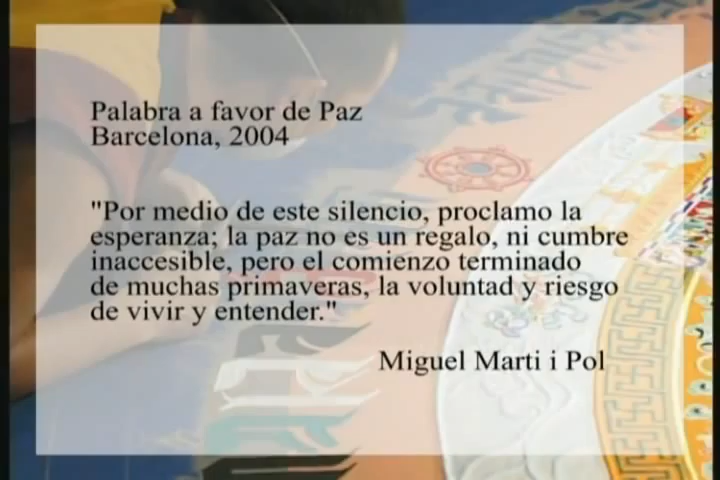 Palabra a favor de Paz
Barcelona, 2004
"Por medio de este silencio, proclamo la
esperanza; la paz no es un regalo, ni cumbre
inaccesible, pero el comienzo terminado
de muchas primaveras, la voluntad y riesgo
de vivir y entender."
Miguel Marti i Pol